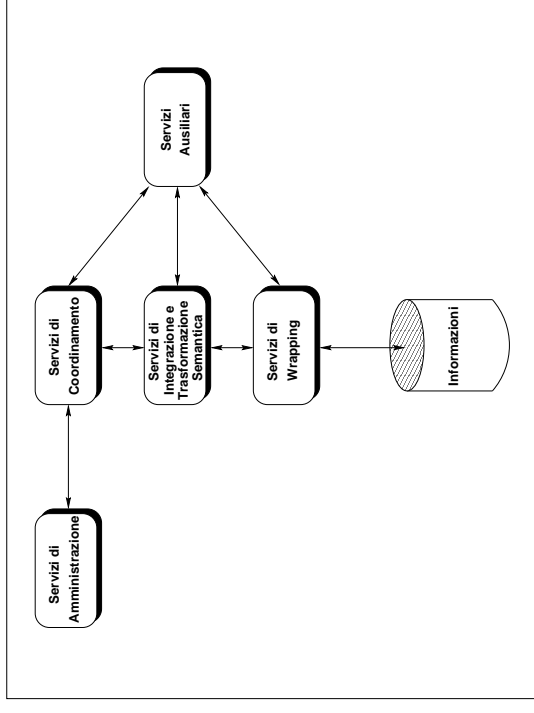 Servizi
Ausiliari
Servizi di
Coordinamento
Servizi di
Integrazione e
Trasformazione
Semantica
Servizi di
Wrapping
Informazioni
Servizi di
Amministrazione